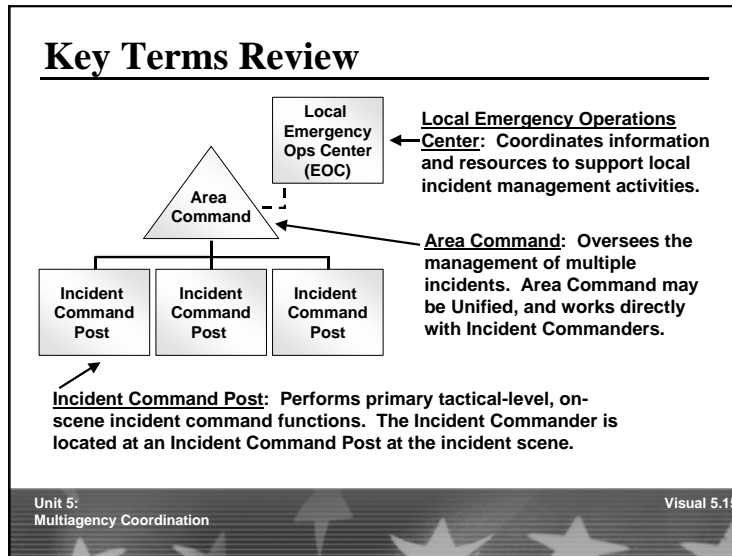 Key Terms Review
Local
Emergency
Ops Center
(EOC)
Local Emergency Operations
Center:  Coordinates information
and resources to support local
incident management activities.
Area
Command
Area Command:  Oversees the
management of multiple
incidents.  Area Command may
be Unified, and works directly
with Incident Commanders.
Incident
Command
Post
Incident
Command
Post
Incident
Command
Post
Incident Command Post:  Performs primary tactical-level, on-
scene incident command functions.  The Incident Commander is
located at an Incident Command Post at the incident scene.
Unit 5:
Multiagency Coordination
Visual 5.15